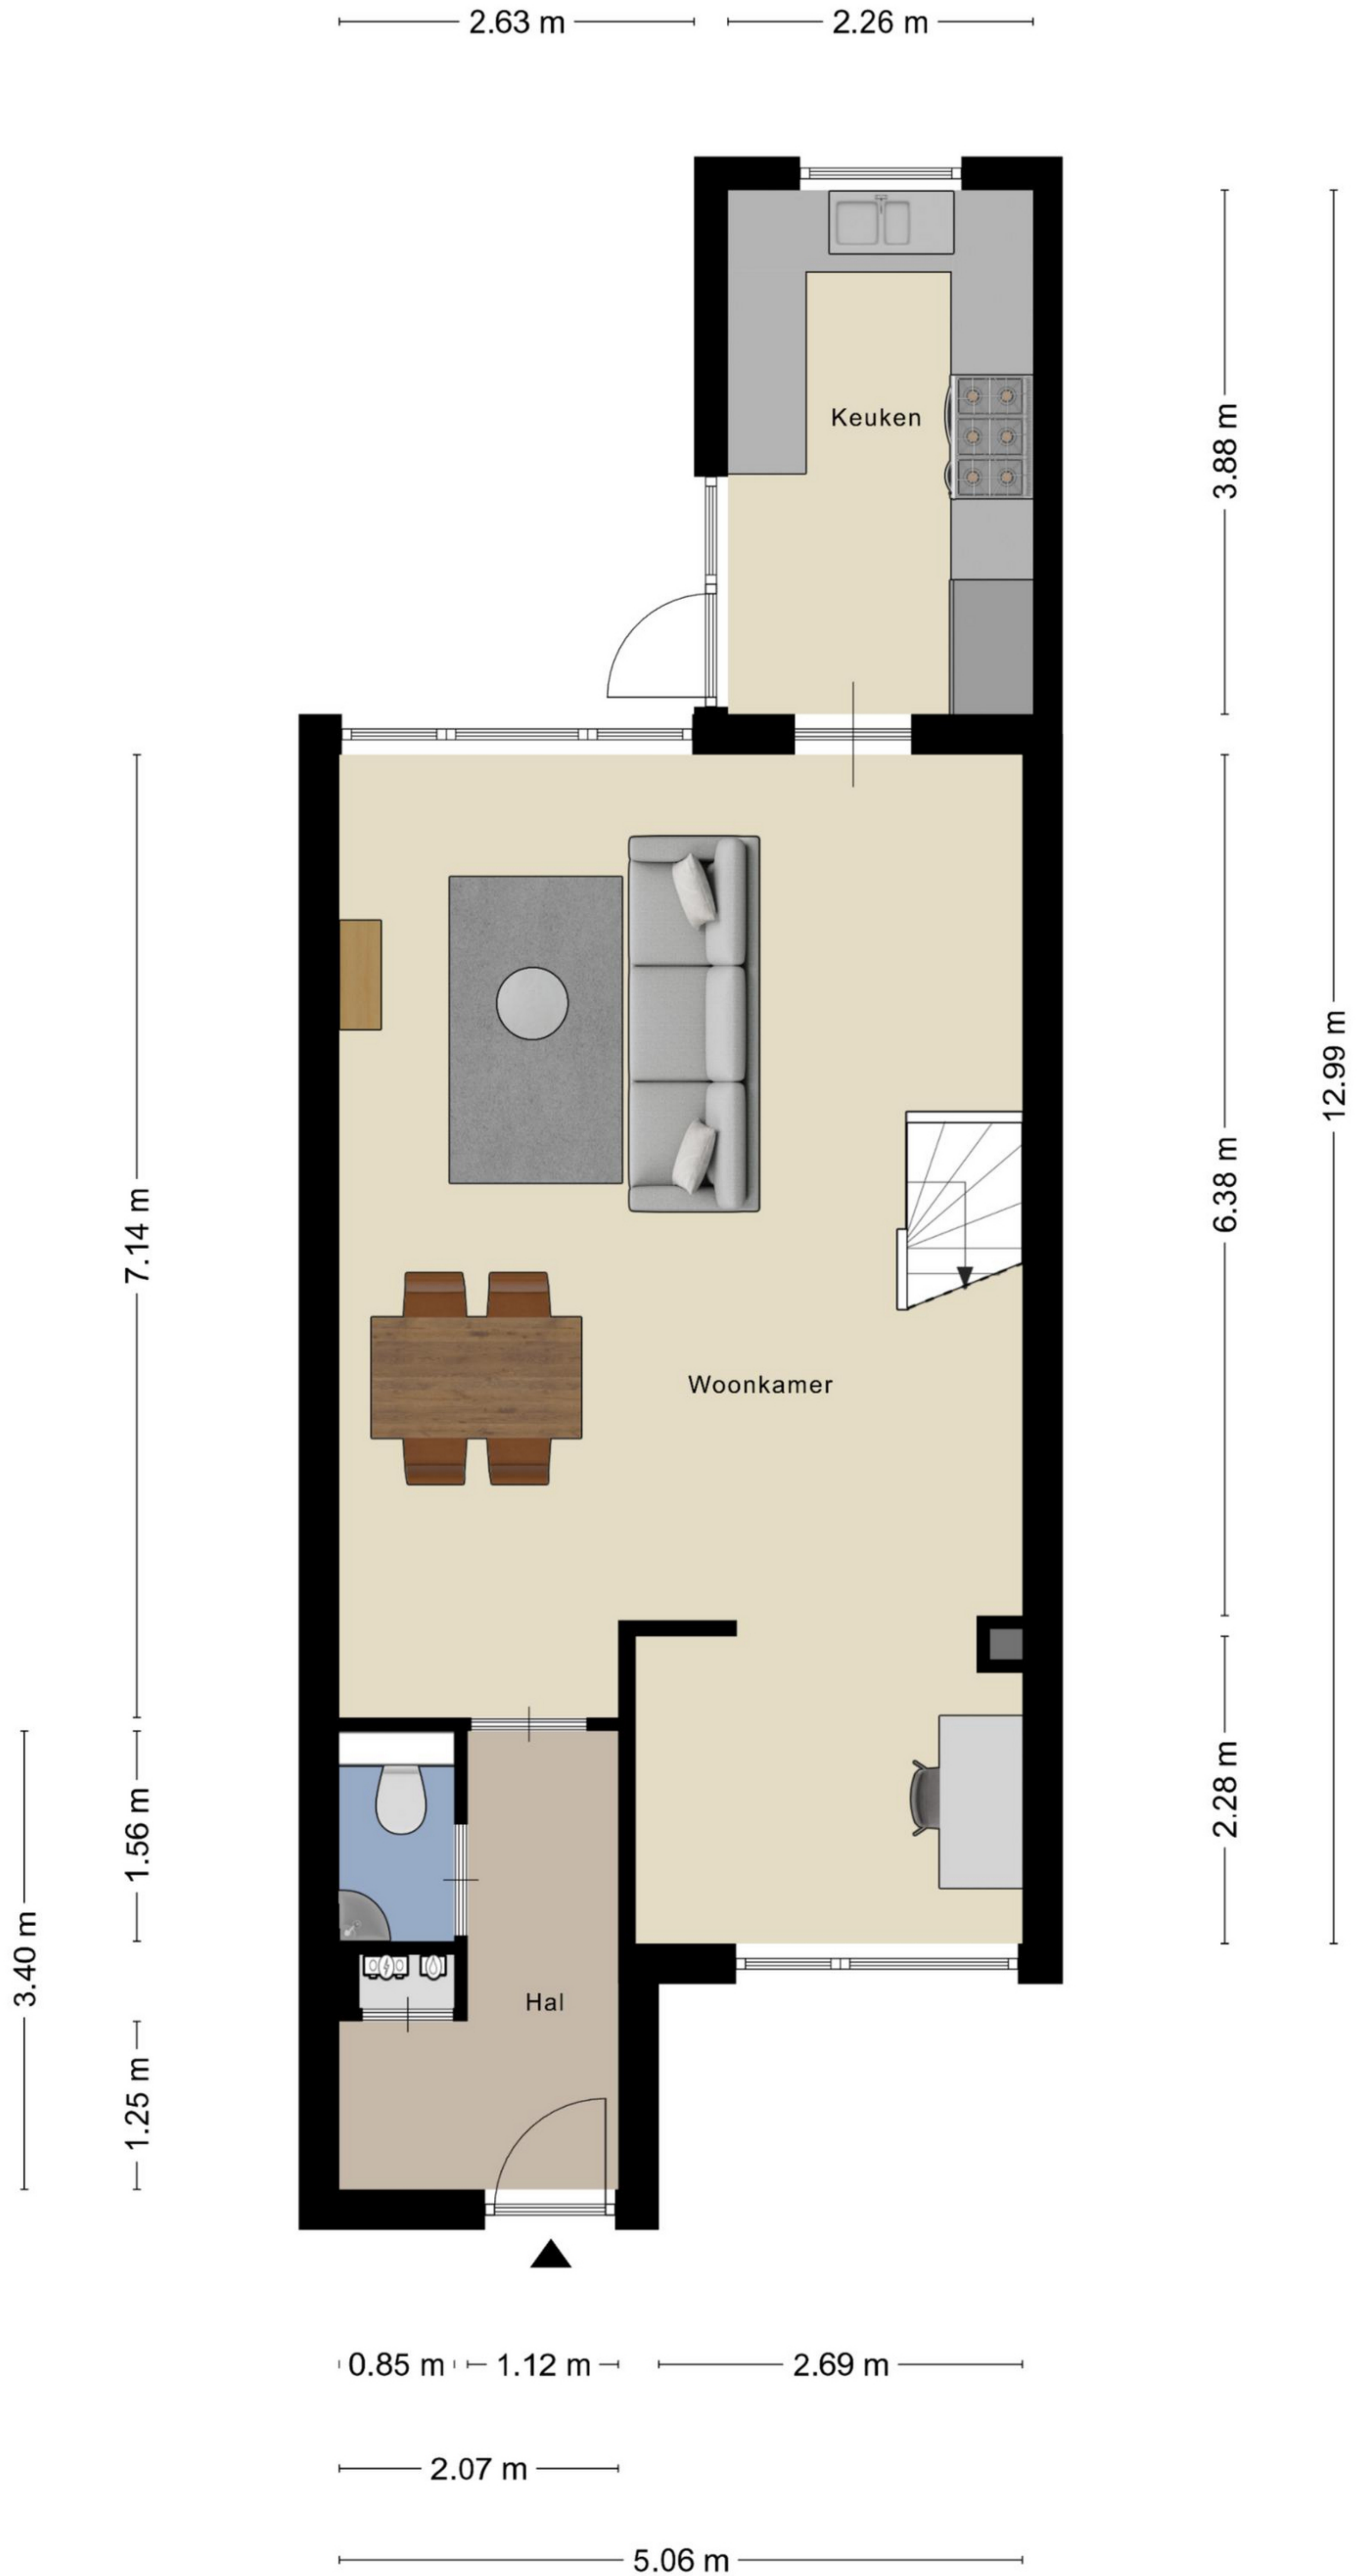 2.63 m
2.26 m
Keuken
3.88 m
12.99 m
6.38 m
7.14 m
Woonkamer
2.28 m
1.56 m
3.40 m
Hal
1.25 m
0.85 m
1.12 m
2.69 m
2.07 m
5.06 m